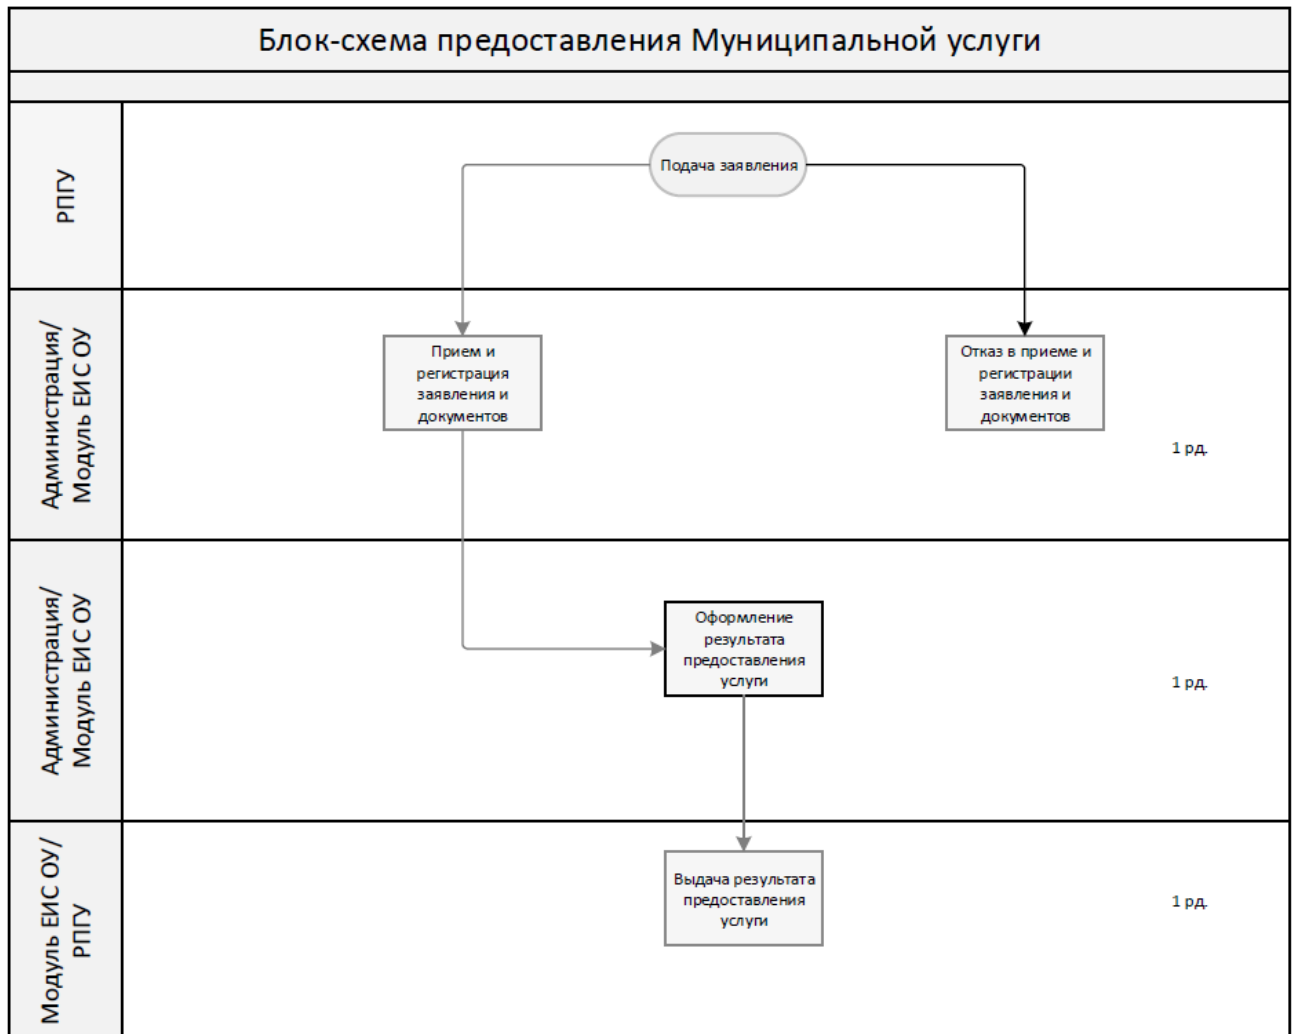 Блок-схема предоставления Муниципальной услуги
РПГУ
Подача заявления
Администрация/
Модуль ЕИС ОУ
Прием и
регистрация
заявления и
документов
Отказ в приеме и
регистрации
заявления и
документов
1 рд.
Администрация/
Модуль ЕИС ОУ
Оформление
результата
предоставления
услуги
1 рд.
Модуль ЕИС ОУ/
РПГУ
Выдача результата
предоставления
услуги
1 рд.